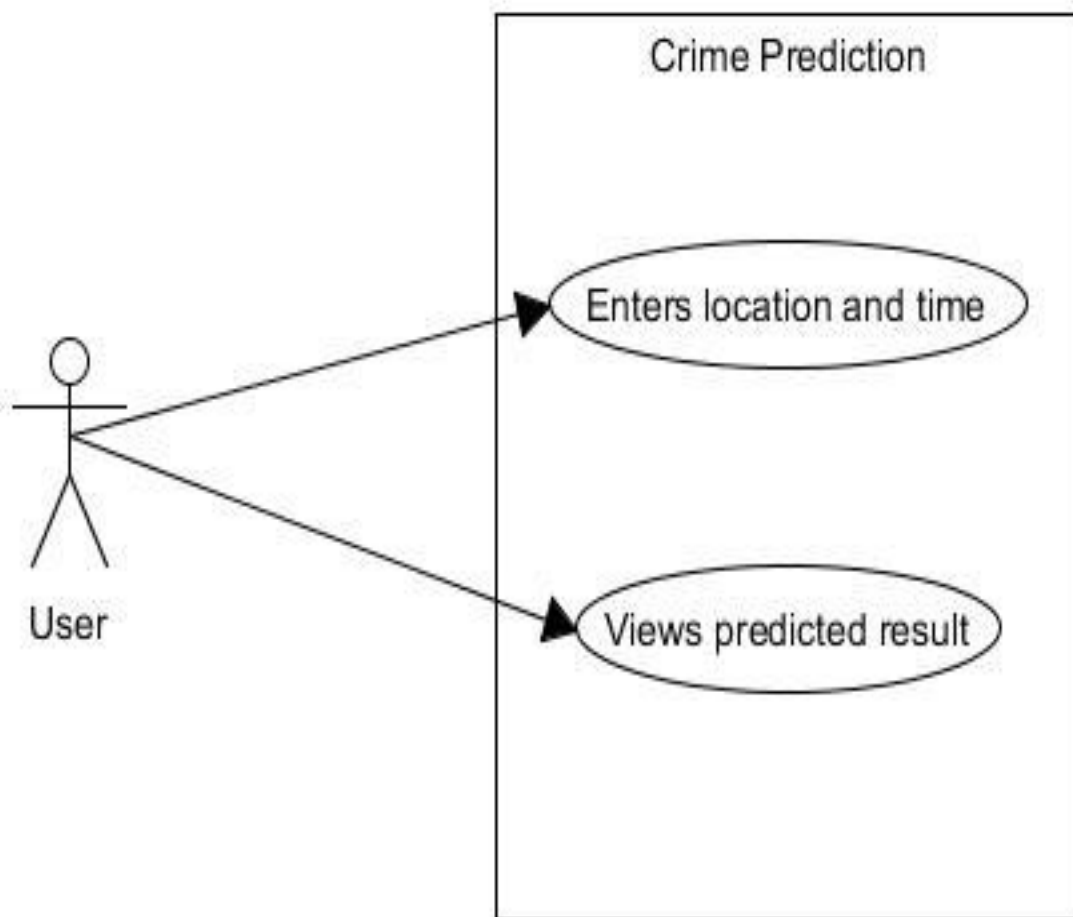 Crime Prediction
Enters location and time
User
Views predicted result